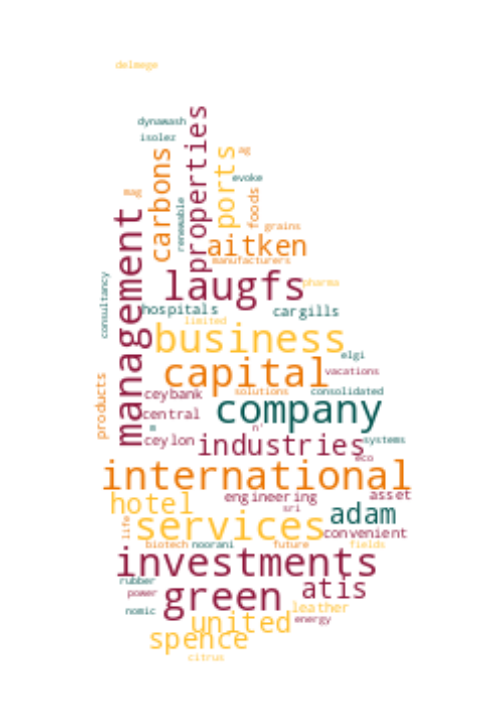 delmege
dynawash
isolez
ag
evoke
mag
carbons
properties
ports
foods
renewable
grains
aitken
manufacturers
management
laugfs
pharma
consultancy
hospitals
cargills
limited
business
elgi
capital
vacations
products
ceybank
solutions
consolidated
central
company
m
n'
ceylon
industries
systems
eco
international
hotel
engineering
asset
sri
life
services
adam
convenient
biotech
noorani
future
fields
investments
rubber
power
green
atis
nomic
leather
united
energy
spence
citrus